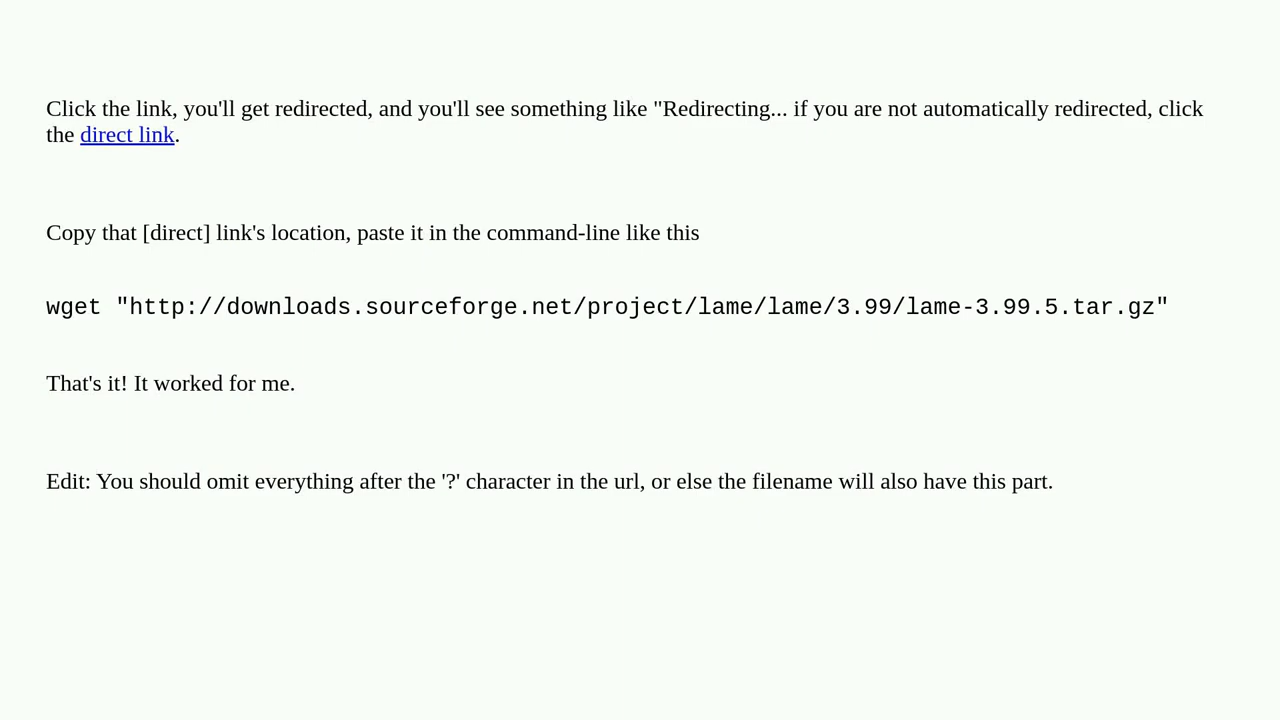 Click the link, you'll get redirected, and you'll see something like "Redirecting... if you are not automatically redirected, click
the direct link.
Copy that [direct] link's location, paste it in the command-line like this
wget "http://downloads.sourceforge.net/project/lame/lame/3.99/lame-3.99.5.tar.gz"
That's it! It worked for me.
Edit: You should omit everything after the '?' character in the url, or else the filename will also have this part.